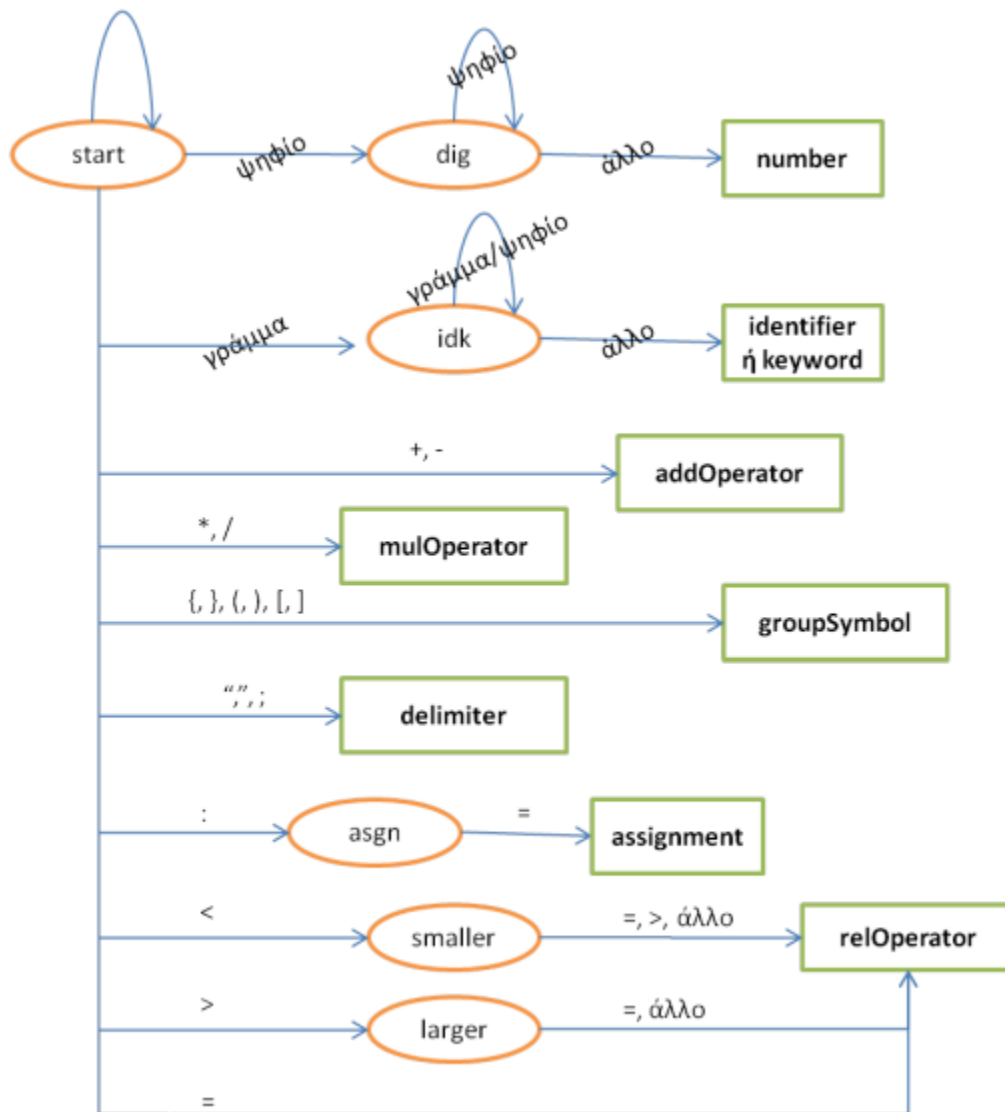 ψηφίο
start
ψηφίο
dig
άλλο
number
γράμμα/ψηφίο
γράμμα
idk
άλλο
identifier
ή keyword
+, -
addOperator
*, /
mulOperator
{, }, (, ), [, ]
groupSymbol
“,”, ;
delimiter
:
asgn
=
assignment
<
smaller
=, >, άλλο
relOperator
>
larger
=, άλλο
=